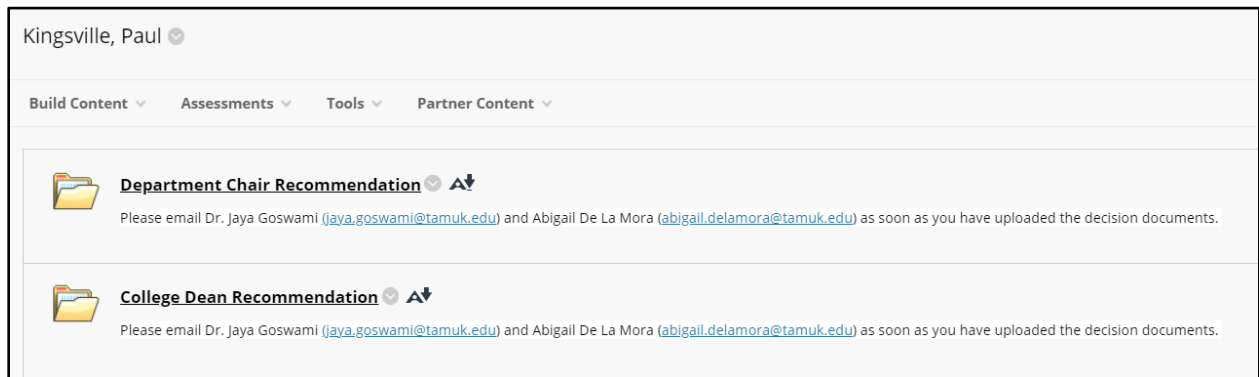 Kingsville, Paul
Build Content Assessments Tools Partner Content
Department Chair Recommendation
Please email Dr. Jaya Goswami (jaya.goswami@tamuk.edu) and Abigail De La Mora (abigail.delamora@tamuk.edu) as soon as you have uploaded the decision documents.
College Dean Recommendation
Please email Dr. Jaya Goswami (jaya.goswami@tamuk.edu) and Abigail De La Mora (abigail.delamora@tamuk.edu) as soon as you have uploaded the decision documents.